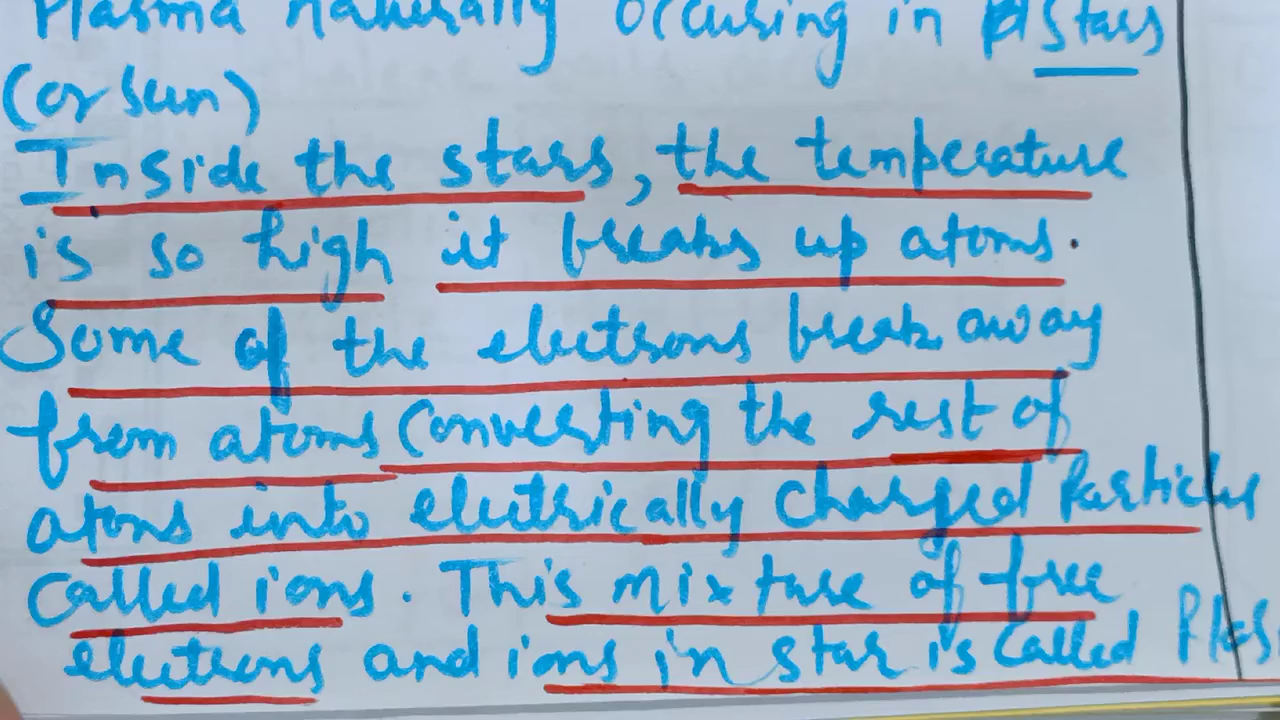 Plasma naturally occuring in Stars
(or sun)
Inside the stars, the temperature
is so high it breaks up atoms.
Some of the electrons break away
from atoms converting the rest of
atoms into electrically charged Particles
called ions. This mixture of free
electrons and ions in star is called Plas